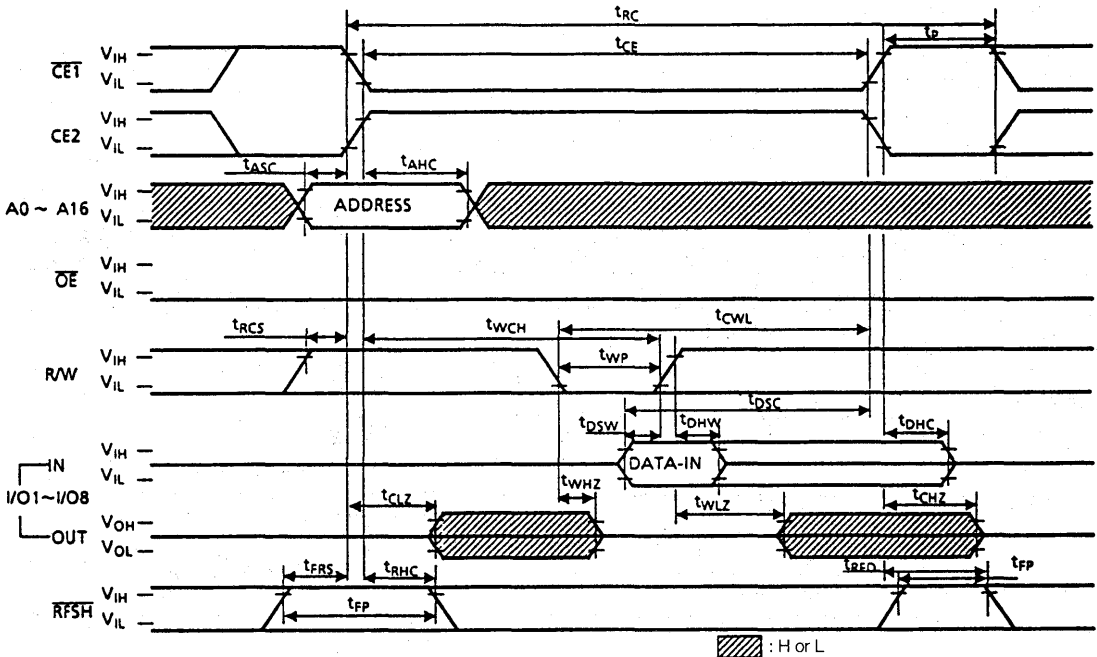 tRC
tP
tCE
CE1 VIH
VIL
CE2 VIH
VIL
tASC tAHC
A0 ~ A16 VIH
VIL
ADDRESS
OE VIH
VIL
tRCS tWCH tCWL
R/W VIH
VIL
tWP
tDSC
tDSW tDHW tDHC
IN VIH
VIL
DATA-IN
I/O1~I/O8
tCLZ tWHZ tWLZ tCHZ
OUT VOH
VOL
tFRS tRHC tRFD tFP
RFSH VIH
VIL
tFP
: H or L